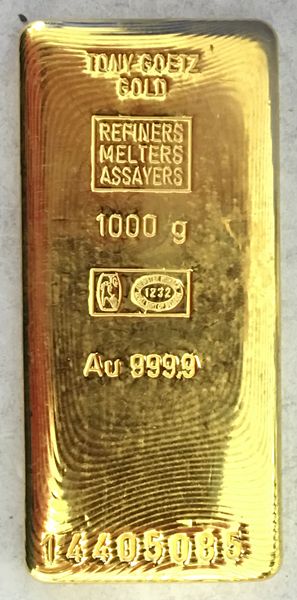 TONY GOETZ
GOLD
REFINERS
MELTERS
ASSAYERS
1000 g
1232
Au 999,9
14405085